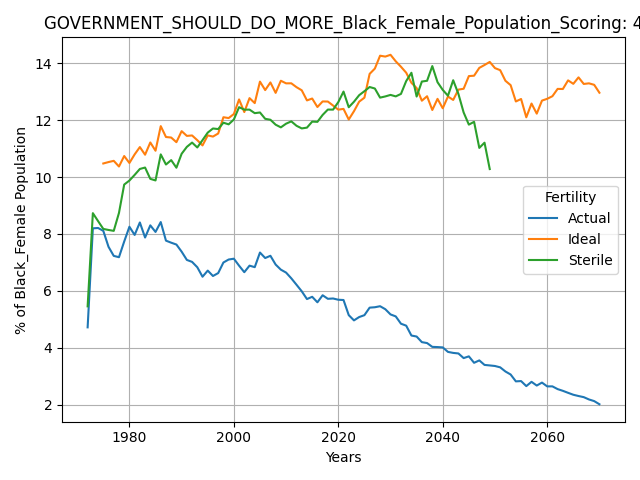 GOVERNMENT_SHOULD_DO_MORE_Black_Female_Population_Scoring: 4
% of Black_Female Population
14
12
10
8
6
4
2
Fertility
Actual
Ideal
Sterile
1980
2000
2020
2040
2060
Years